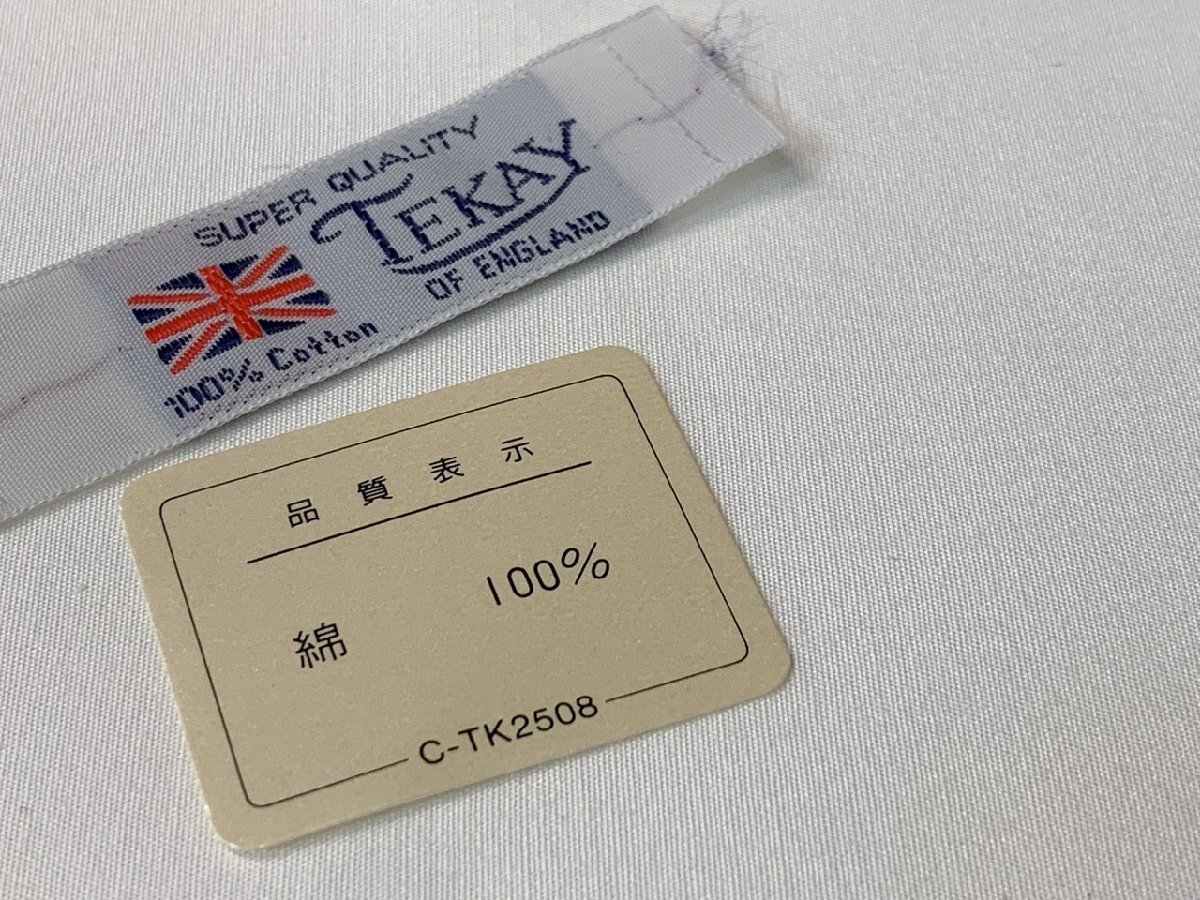 SUPER QUALITY
TEKAY
OF ENGLAND
100% Cotton
品質表示
綿 100%
C-TK2508